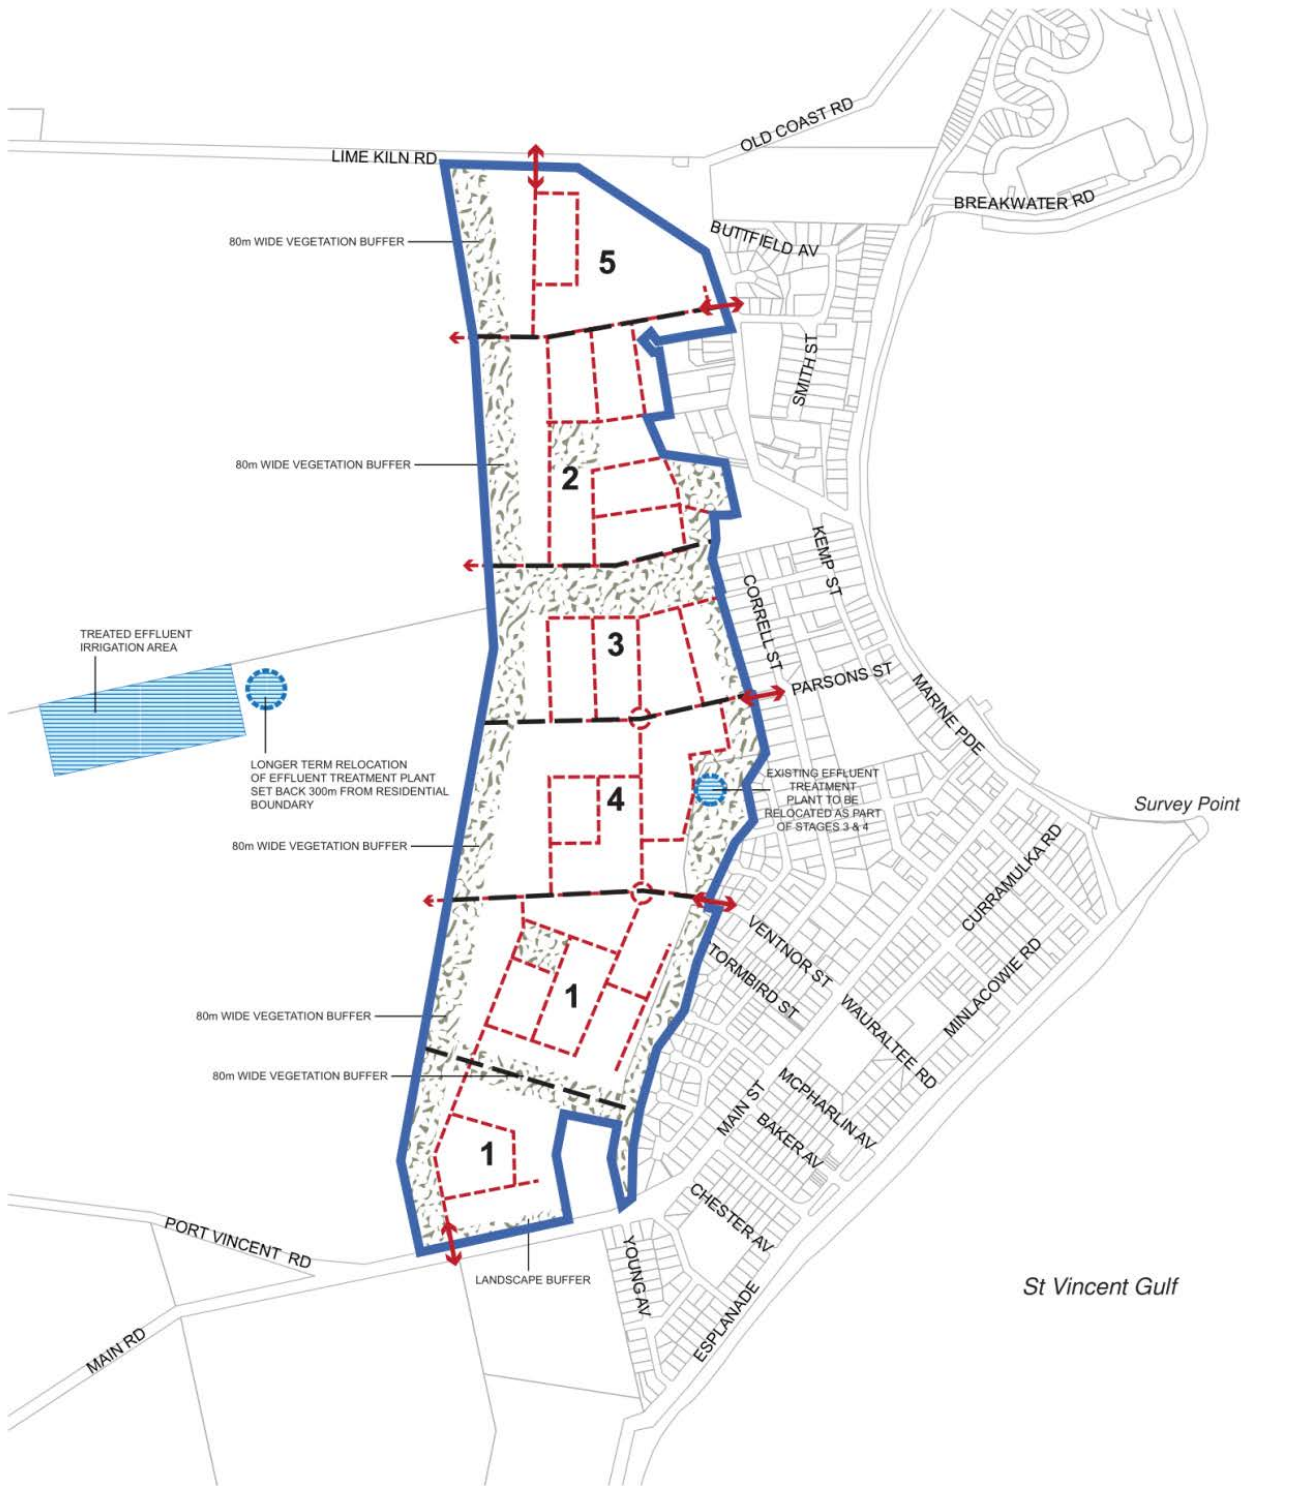 OLD COAST RD
LIME KILN RD
BREAKWATER RD
BUTTFIELD AV
80m WIDE VEGETATION BUFFER
5
SMITH ST
80m WIDE VEGETATION BUFFER
2
KEMP ST
CORRELL ST
TREATED EFFLUENT
IRRIGATION AREA
3
PARSONS ST
MARINE PDE
LONGER TERM RELOCATION
OF EFFLUENT TREATMENT PLANT
SET BACK 300m FROM RESIDENTIAL
BOUNDARY
EXISTING EFFLUENT
TREATMENT
PLANT TO BE
RELOCATED AS PART
OF STAGES 3 & 4
4
Survey Point
80m WIDE VEGETATION BUFFER
CURRAMULKA RD
VENTNOR ST
TORMBIRD ST
1
WAURALTEE RD
MINLACOWIE RD
80m WIDE VEGETATION BUFFER
80m WIDE VEGETATION BUFFER
MAIN ST
MCPHARLIN AV
BAKER AV
1
CHESTER AV
PORT VINCENT RD
YOUNG AV
LANDSCAPE BUFFER
ESPLANADE
St Vincent Gulf
MAIN RD